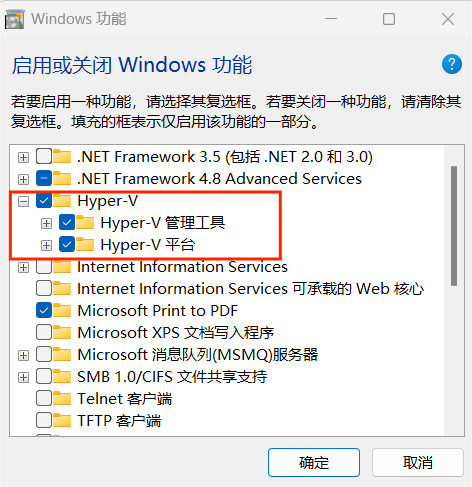 Windows 功能
启用或关闭 Windows 功能
若要启用一种功能，请选择其复选框。若要关闭一种功能，请清除其
复选框。填充的框表示仅启用该功能的一部分。
.NET Framework 3.5 (包括 .NET 2.0 和 3.0)
.NET Framework 4.8 Advanced Services
Hyper-V
Hyper-V 管理工具
Hyper-V 平台
Internet Information Services
Internet Information Services 可承载的 Web 核心
Microsoft Print to PDF
Microsoft XPS 文档写入程序
Microsoft 消息队列(MSMQ)服务器
SMB 1.0/CIFS 文件共享支持
Telnet 客户端
TFTP 客户端
确定
取消